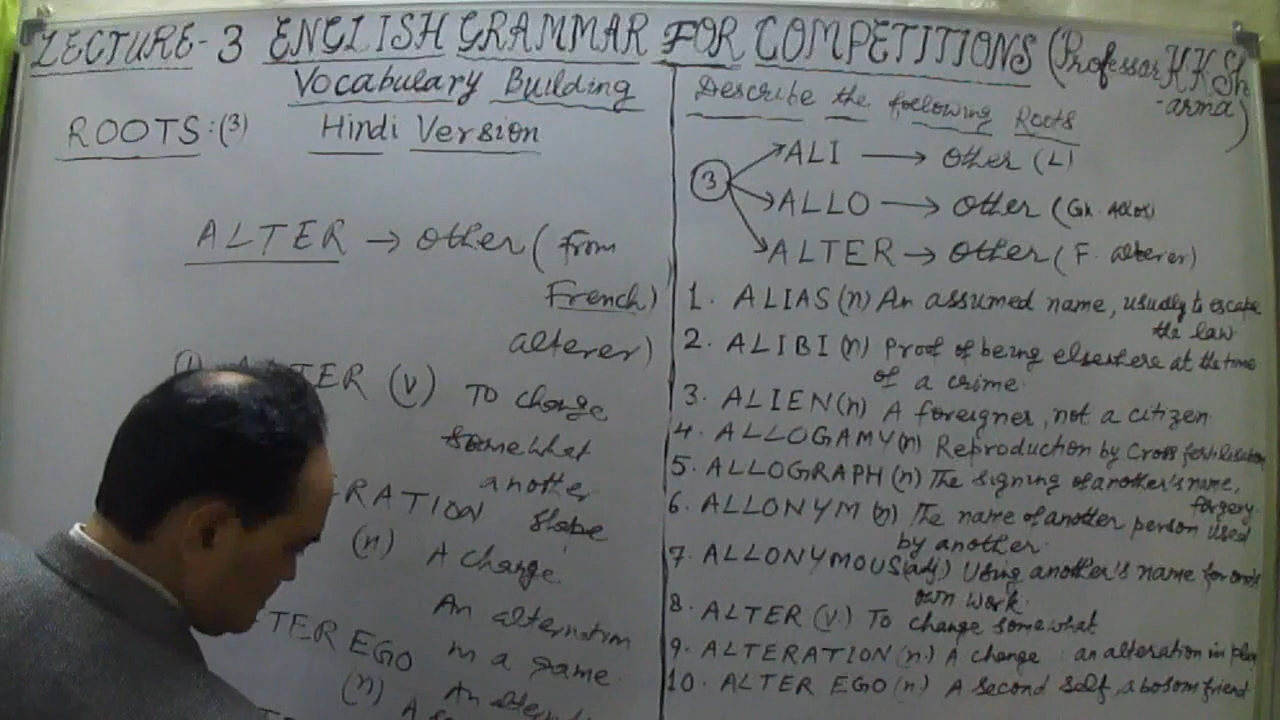 LECTURE-3 ENGLISH GRAMMAR FOR COMPETITIONS (Professor KKSh
-arma)
Vocabulary Building
ROOTS:(3) Hindi Version
ALTER → other (from
French)
alterer)
ER (v) To change
somewhat
another
RATION
(n) A change
An alternation
TER EGO in a game
(n) An
Describe the following Roots
3
ALI → other (L)
ALLO → other (Gk. Allos)
ALTER → other (F. alterer)
1. ALIAS (n) An assumed name, usually to escape
the law
2. ALIBI (n) Proof of being elsewhere at the time
of a crime.
3. ALIEN (n) A foreigner, not a citizen
4. ALLOGAMY (n) Reproduction by Cross fertilisation
5. ALLOGRAPH (n) The signing of another's name,
forgery.
6. ALLONYM (n) The name of another person used
by another.
7. ALLONYMOUS (adj) Using another's name for one's
own work.
8. ALTER (v.) To change somewhat
9. ALTERATION (n.) A change : an alteration in plan
10. ALTER EGO (n) A second self, a bosom friend